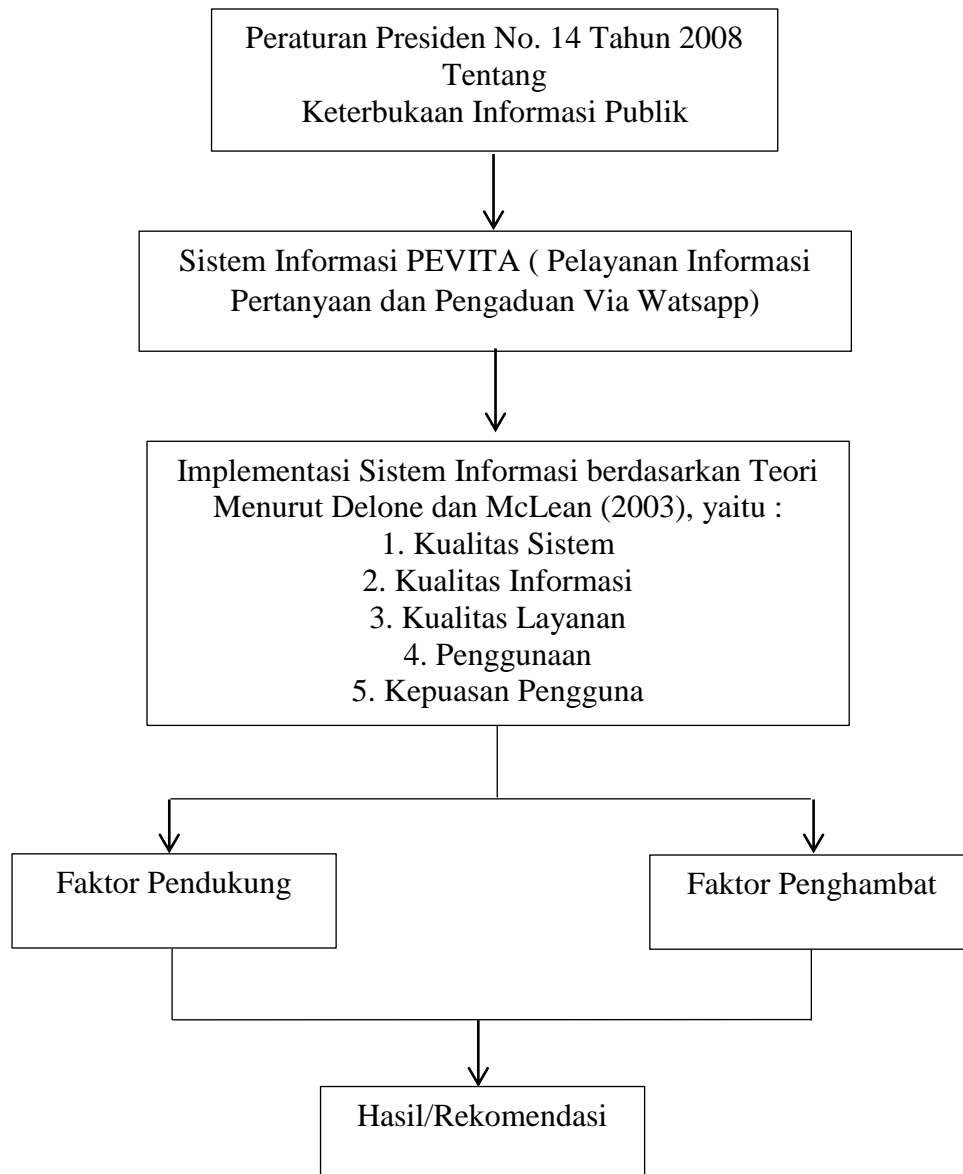 Peraturan Presiden No. 14 Tahun 2008
Tentang
Keterbukaan Informasi Publik
Sistem Informasi PEVITA ( Pelayanan Informasi
Pertanyaan dan Pengaduan Via Watsapp)
Implementasi Sistem Informasi berdasarkan Teori
Menurut Delone dan McLean (2003), yaitu :
1. Kualitas Sistem
2. Kualitas Informasi
3. Kualitas Layanan
4. Penggunaan
5. Kepuasan Pengguna
Faktor Pendukung
Faktor Penghambat
Hasil/Rekomendasi